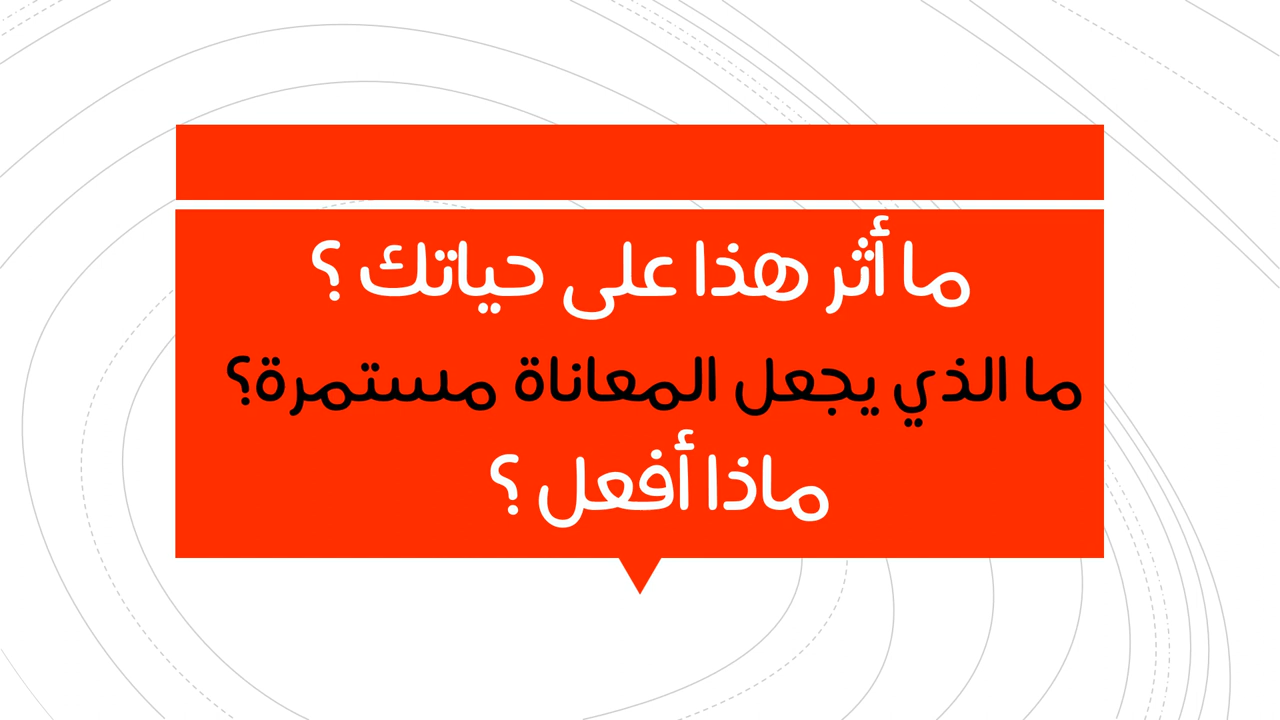 ما أثر هذا على حياتك ؟
ما الذي يجعل المعاناة مستمرة؟
ماذا أفعل ؟